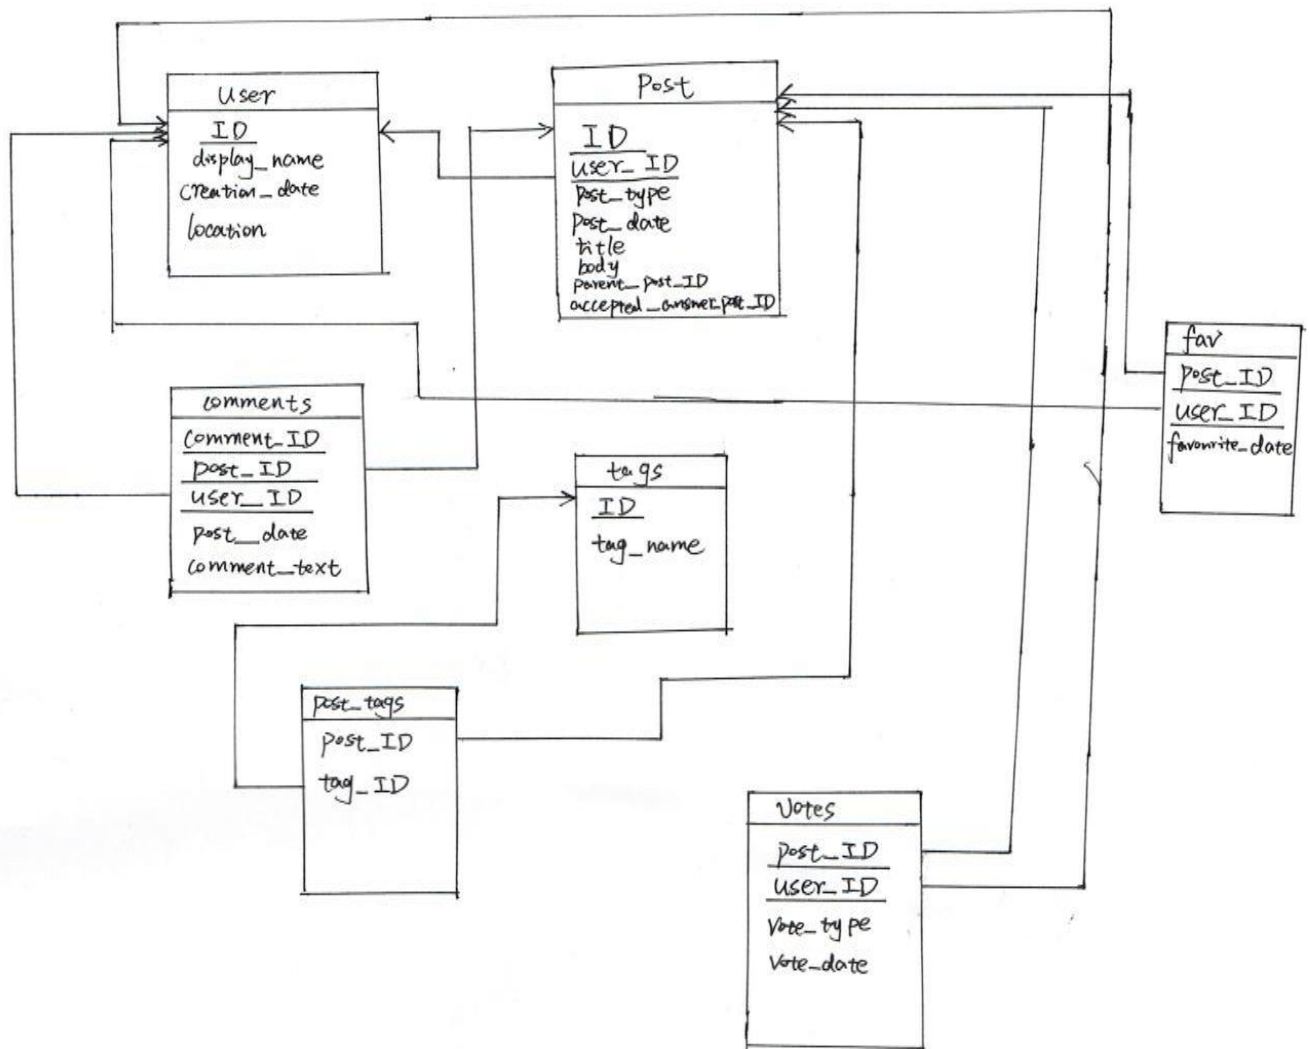 User
ID
display_name
creation_date
location
Post
ID
user_ID
post_type
post_date
title
body
parent_post_ID
accepted_answer_post_ID
fav
post_ID
user_ID
favourite_date
comments
comment_ID
post_ID
user_ID
post_date
comment_text
tags
ID
tag_name
post_tags
post_ID
tag_ID
Votes
post_ID
user_ID
Vote_type
Vote_date